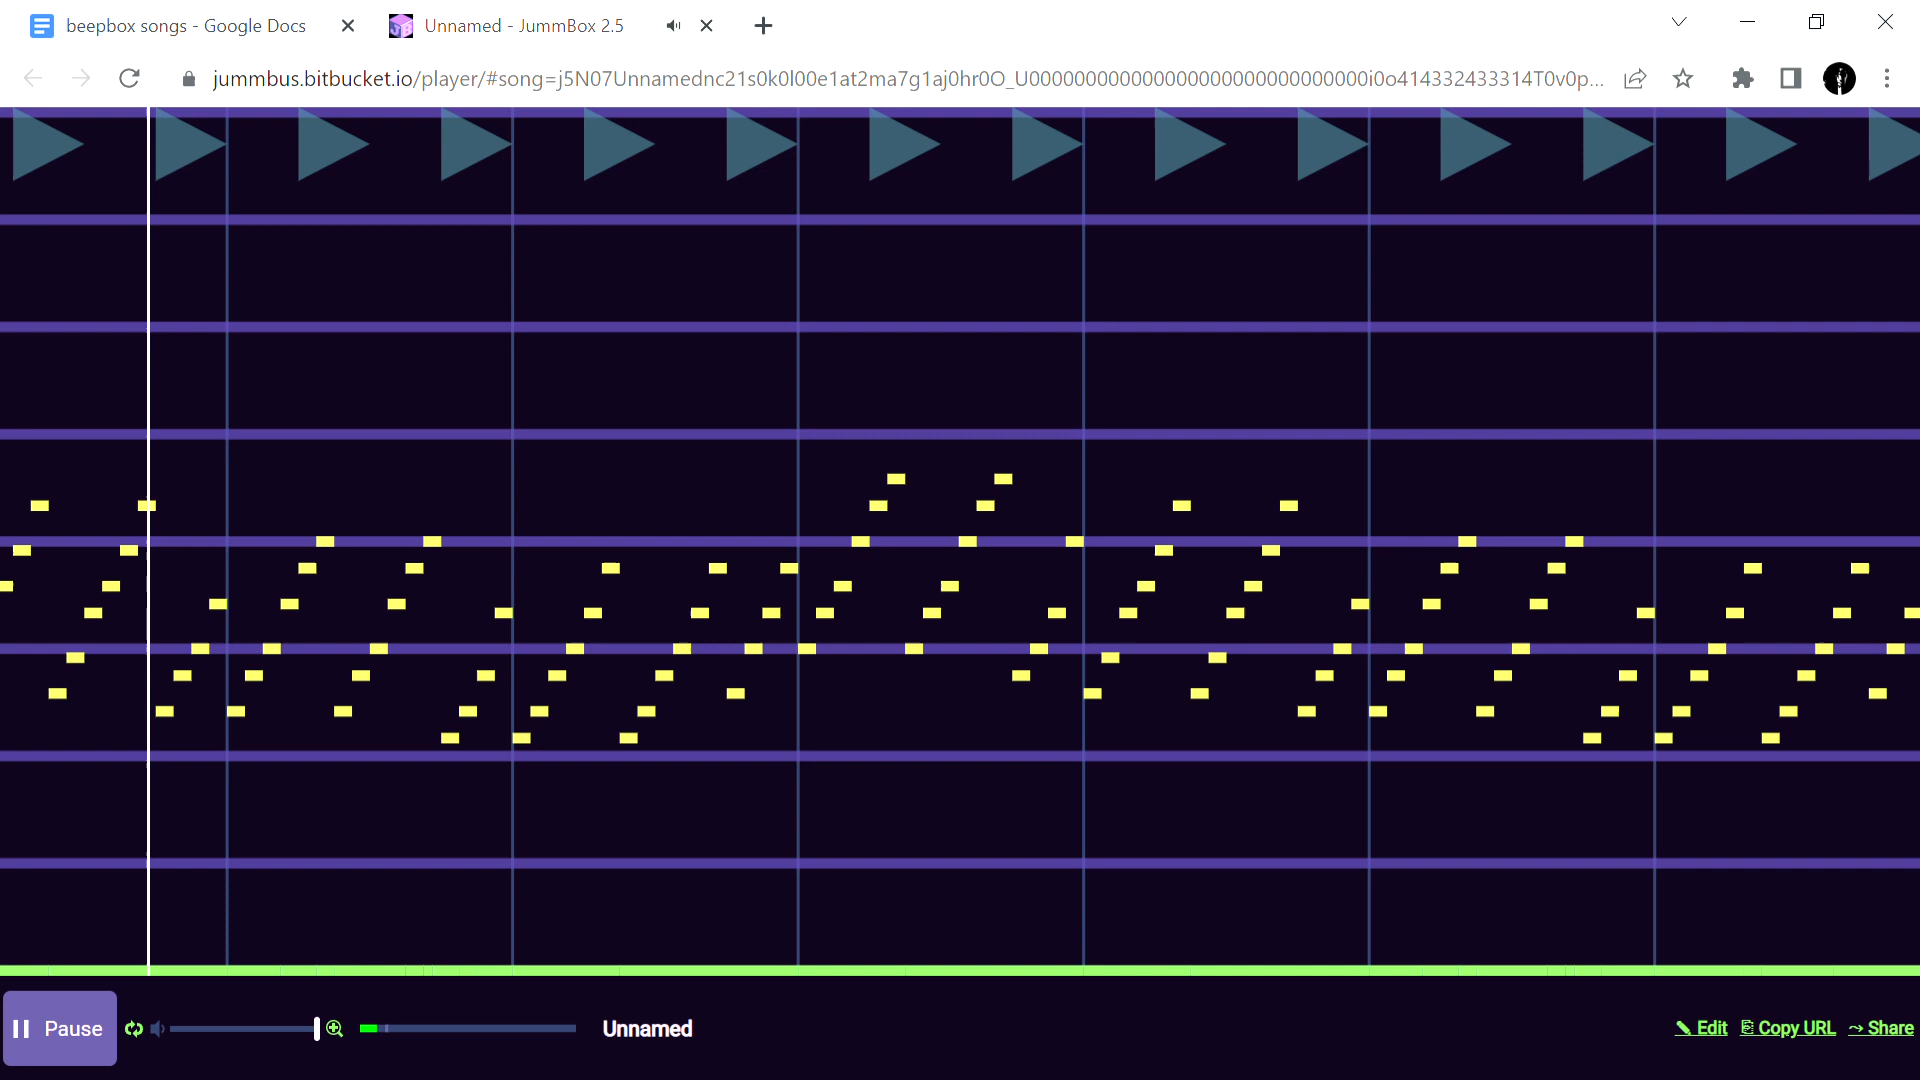 beepbox songs - Google Docs
Unnamed - JummBox 2.5
jummbus.bitbucket.io/player/#song=j5N07Unnamednc21s0k0l00e1at2ma7g1aj0hr0O_U00000000000000000000000000000i0o414332433314T0v0p...
Pause
Unnamed
Edit
Copy URL
Share